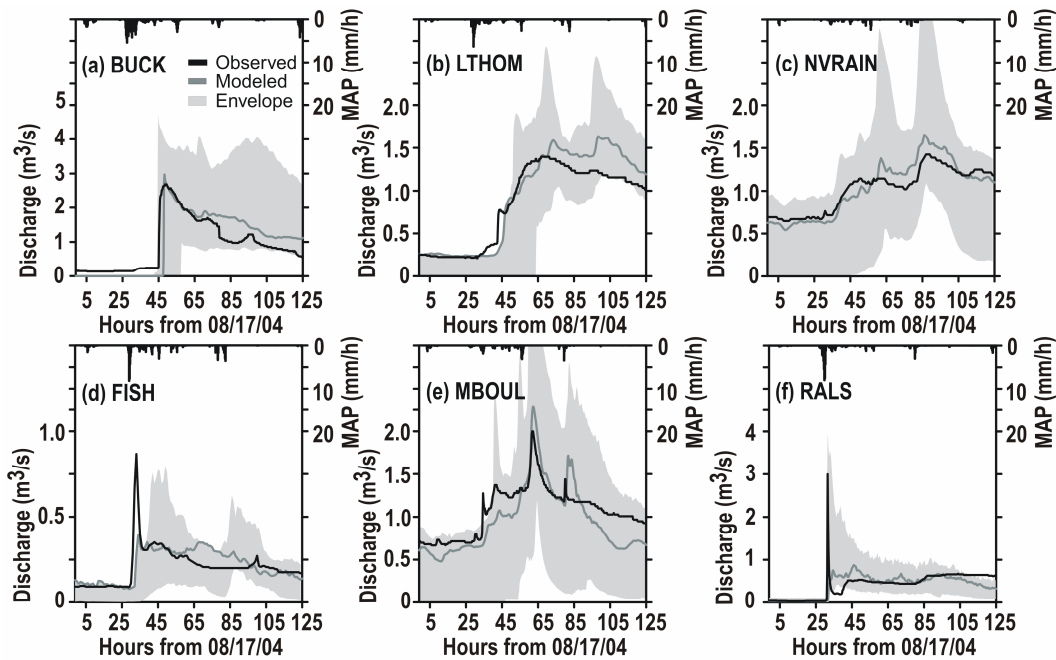 (a) BUCK
Observed
Modeled
Envelope
Discharge (m³/s)
5
4
3
2
1
0
MAP (mm/h)
0
10
20
5 25 45 65 85 105 125
Hours from 08/17/04
(b) LTHOM
Discharge (m³/s)
2.0
1.5
1.0
0.5
0
MAP (mm/h)
0
10
20
5 25 45 65 85 105 125
Hours from 08/17/04
(c) NVRAIN
Discharge (m³/s)
2.0
1.5
1.0
0.5
0
MAP (mm/h)
0
10
20
5 25 45 65 85 105 125
Hours from 08/17/04
(d) FISH
Discharge (m³/s)
1.0
0.5
0
MAP (mm/h)
0
10
20
5 25 45 65 85 105 125
Hours from 08/17/04
(e) MBOUL
Discharge (m³/s)
2.0
1.5
1.0
0.5
0
MAP (mm/h)
0
10
20
5 25 45 65 85 105 125
Hours from 08/17/04
(f) RALS
Discharge (m³/s)
4
3
2
1
0
MAP (mm/h)
0
10
20
5 25 45 65 85 105 125
Hours from 08/17/04